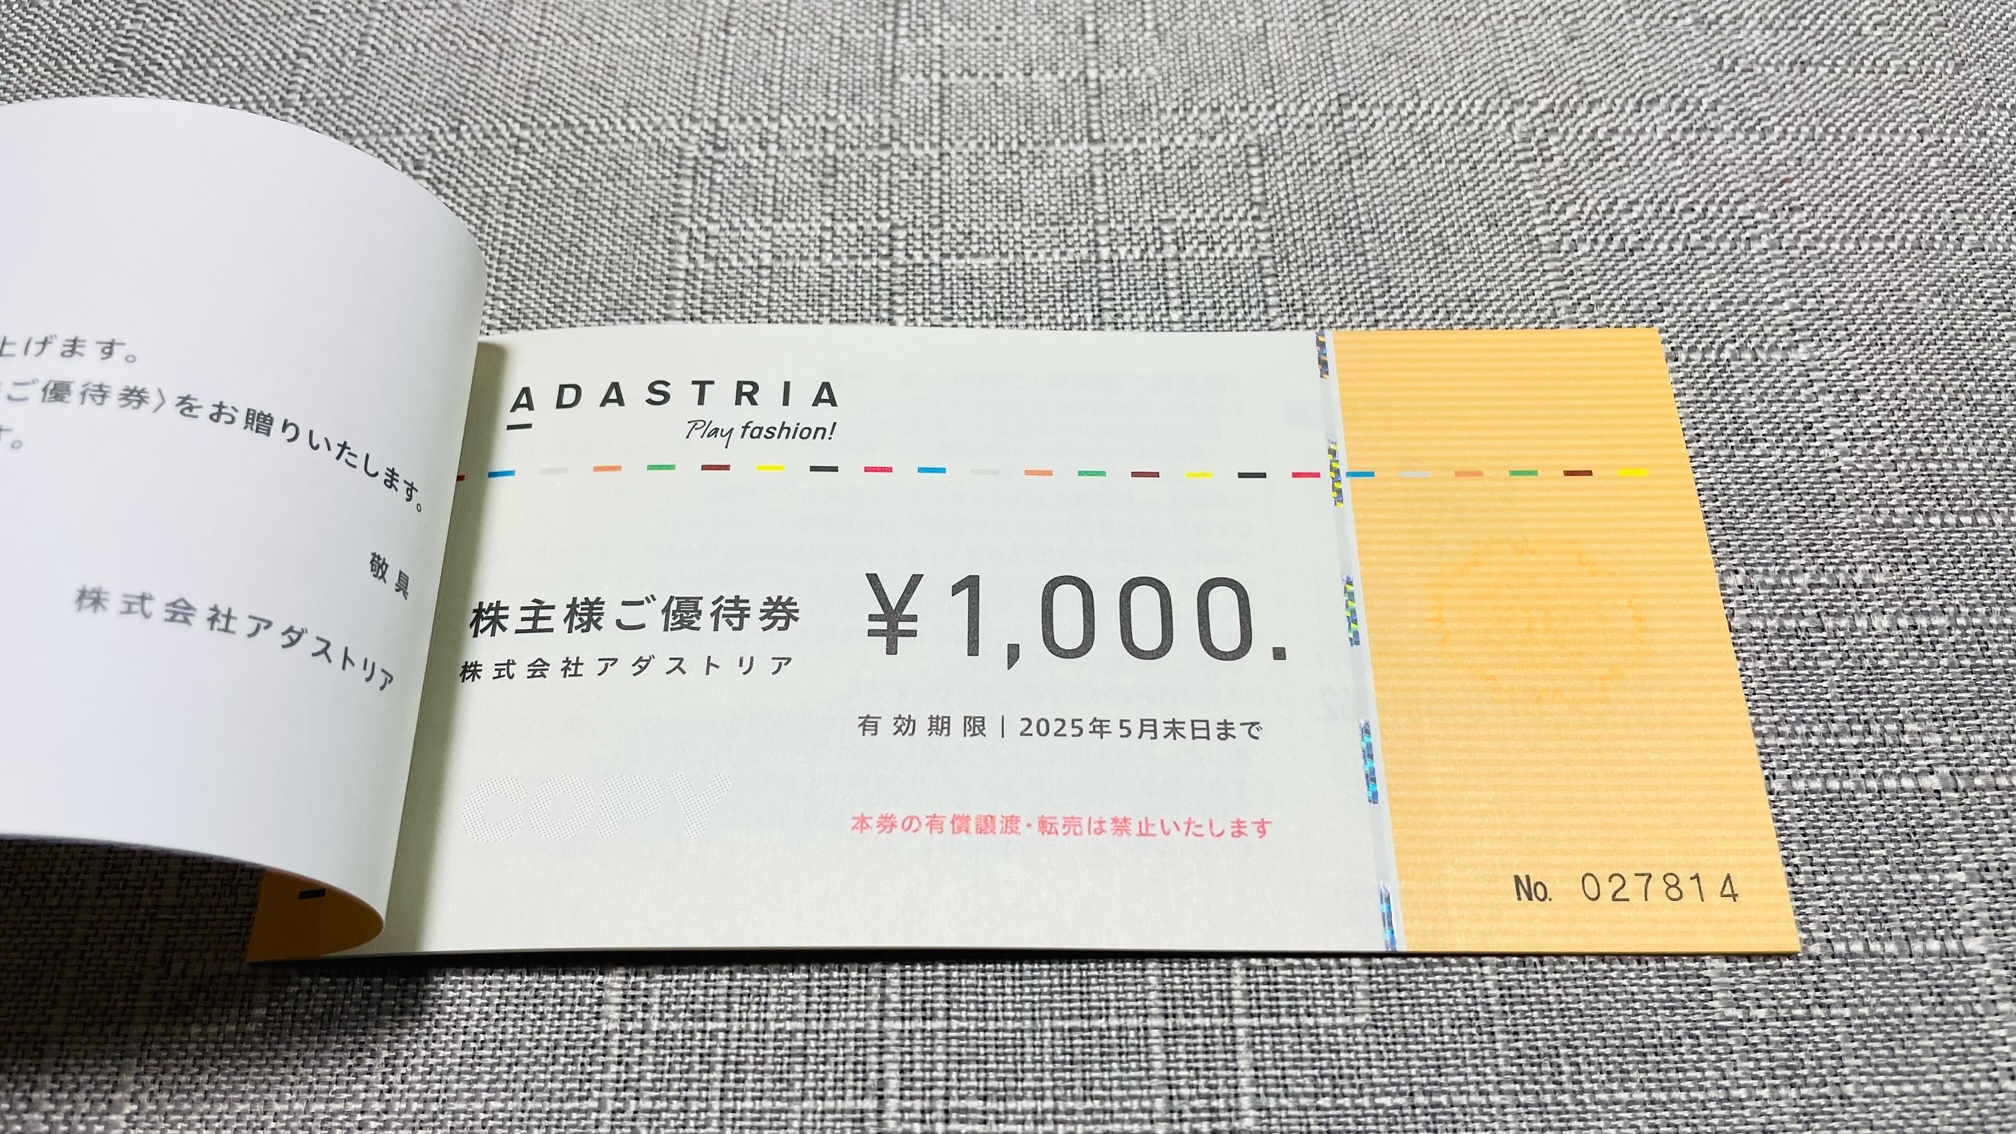 上げます。
ご優待券〉をお贈りいたします。
す。
敬具
株式会社アダストリア
ADASTRIA
Play fashion!
株主様ご優待券
株式会社アダストリア
¥1,000.
有効期限|2025年5月末日まで
COPY
本券の有償譲渡・転売は禁止いたします
No. 027814